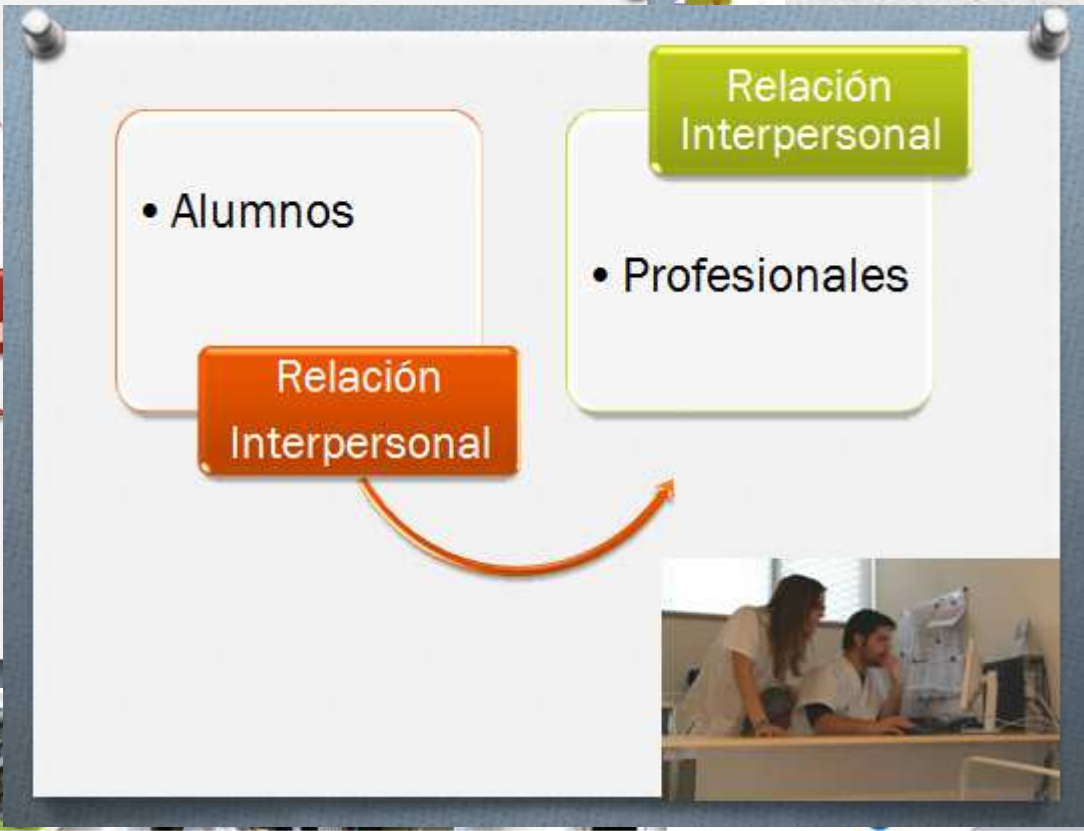 • Alumnos
Relación
Interpersonal
Relación
Interpersonal
• Profesionales